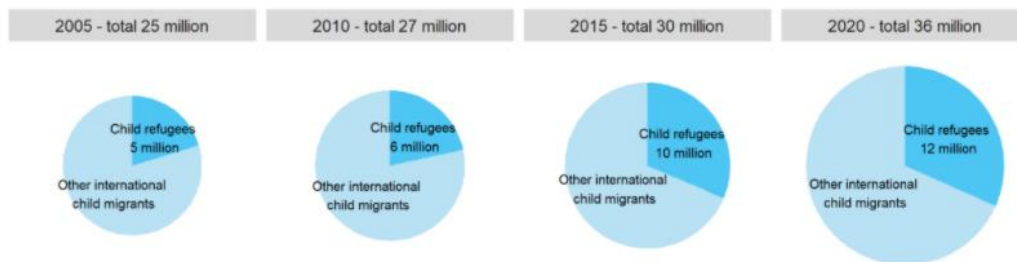 2005 - total 25 million
2010 - total 27 million
2015 - total 30 million
2020 - total 36 million
Child refugees
5 million
Other international
child migrants
Child refugees
6 million
Other international
child migrants
Child refugees
10 million
Other international
child migrants
Child refugees
12 million
Other international
child migrants